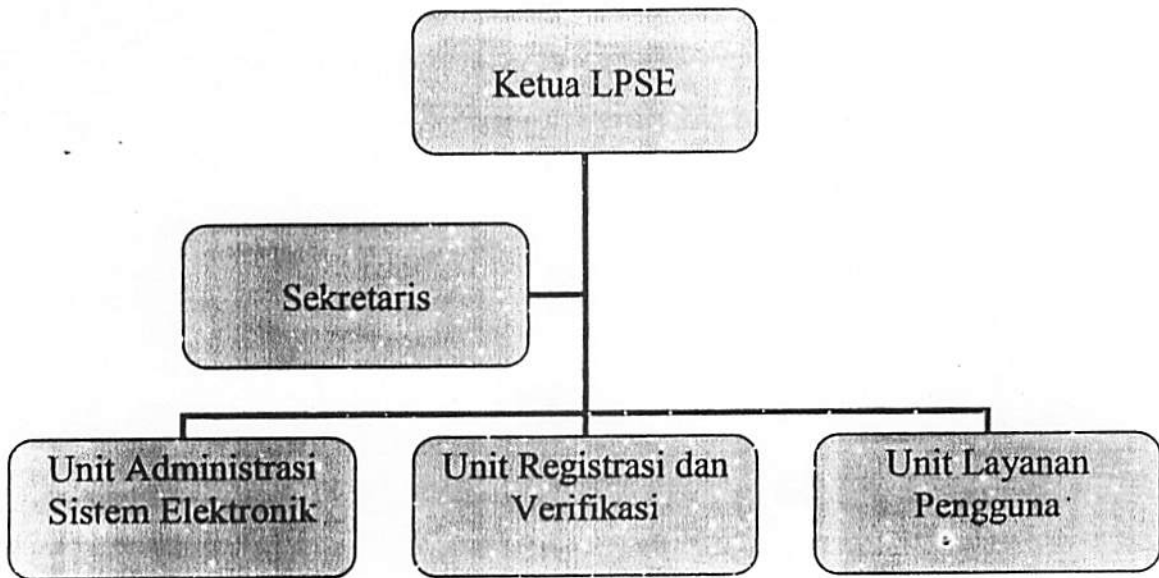 Ketua LPSE
Sekretaris
Unit Administrasi
Sistem Elektronik
Unit Registrasi dan
Verifikasi
Unit Layanan
Pengguna